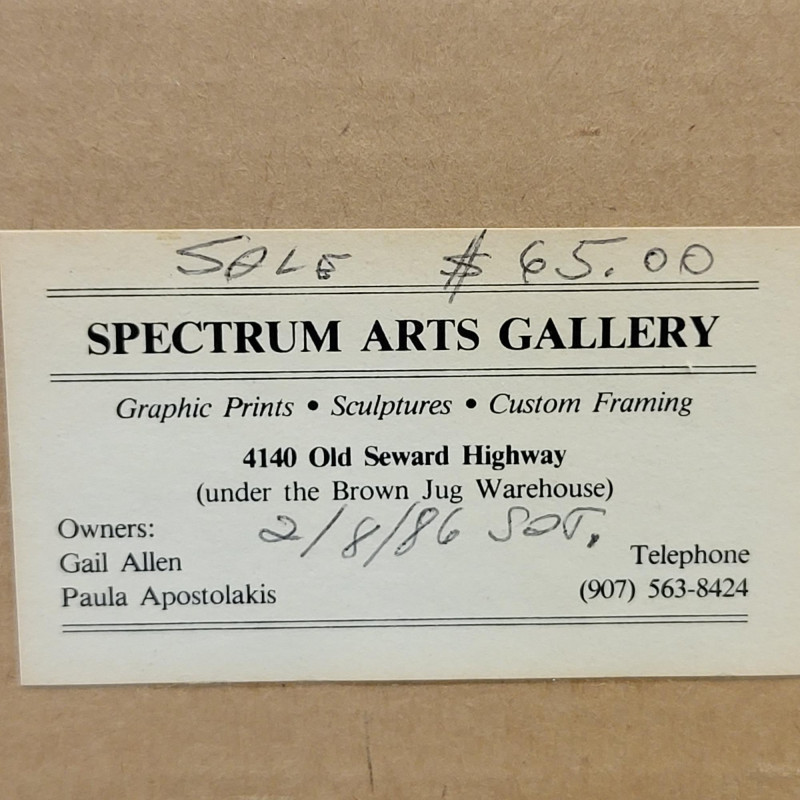 SALE $65.00
SPECTRUM ARTS GALLERY
Graphic Prints • Sculptures • Custom Framing
4140 Old Seward Highway
(under the Brown Jug Warehouse)
2/8/86 SAT.
Owners:
Gail Allen
Paula Apostolakis
Telephone
(907) 563-8424